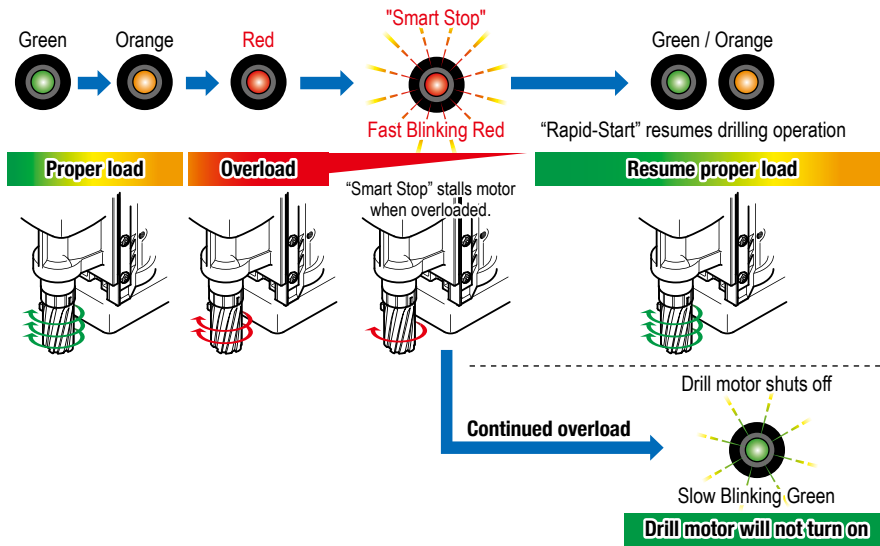 "Smart Stop"
Green
Orange
Red
Green / Orange
Fast Blinking Red
“Rapid-Start” resumes drilling operation
Proper load
Overload
Resume proper load
“Smart Stop” stalls motor
when overloaded.
Drill motor shuts off
Continued overload
Slow Blinking Green
Drill motor will not turn on